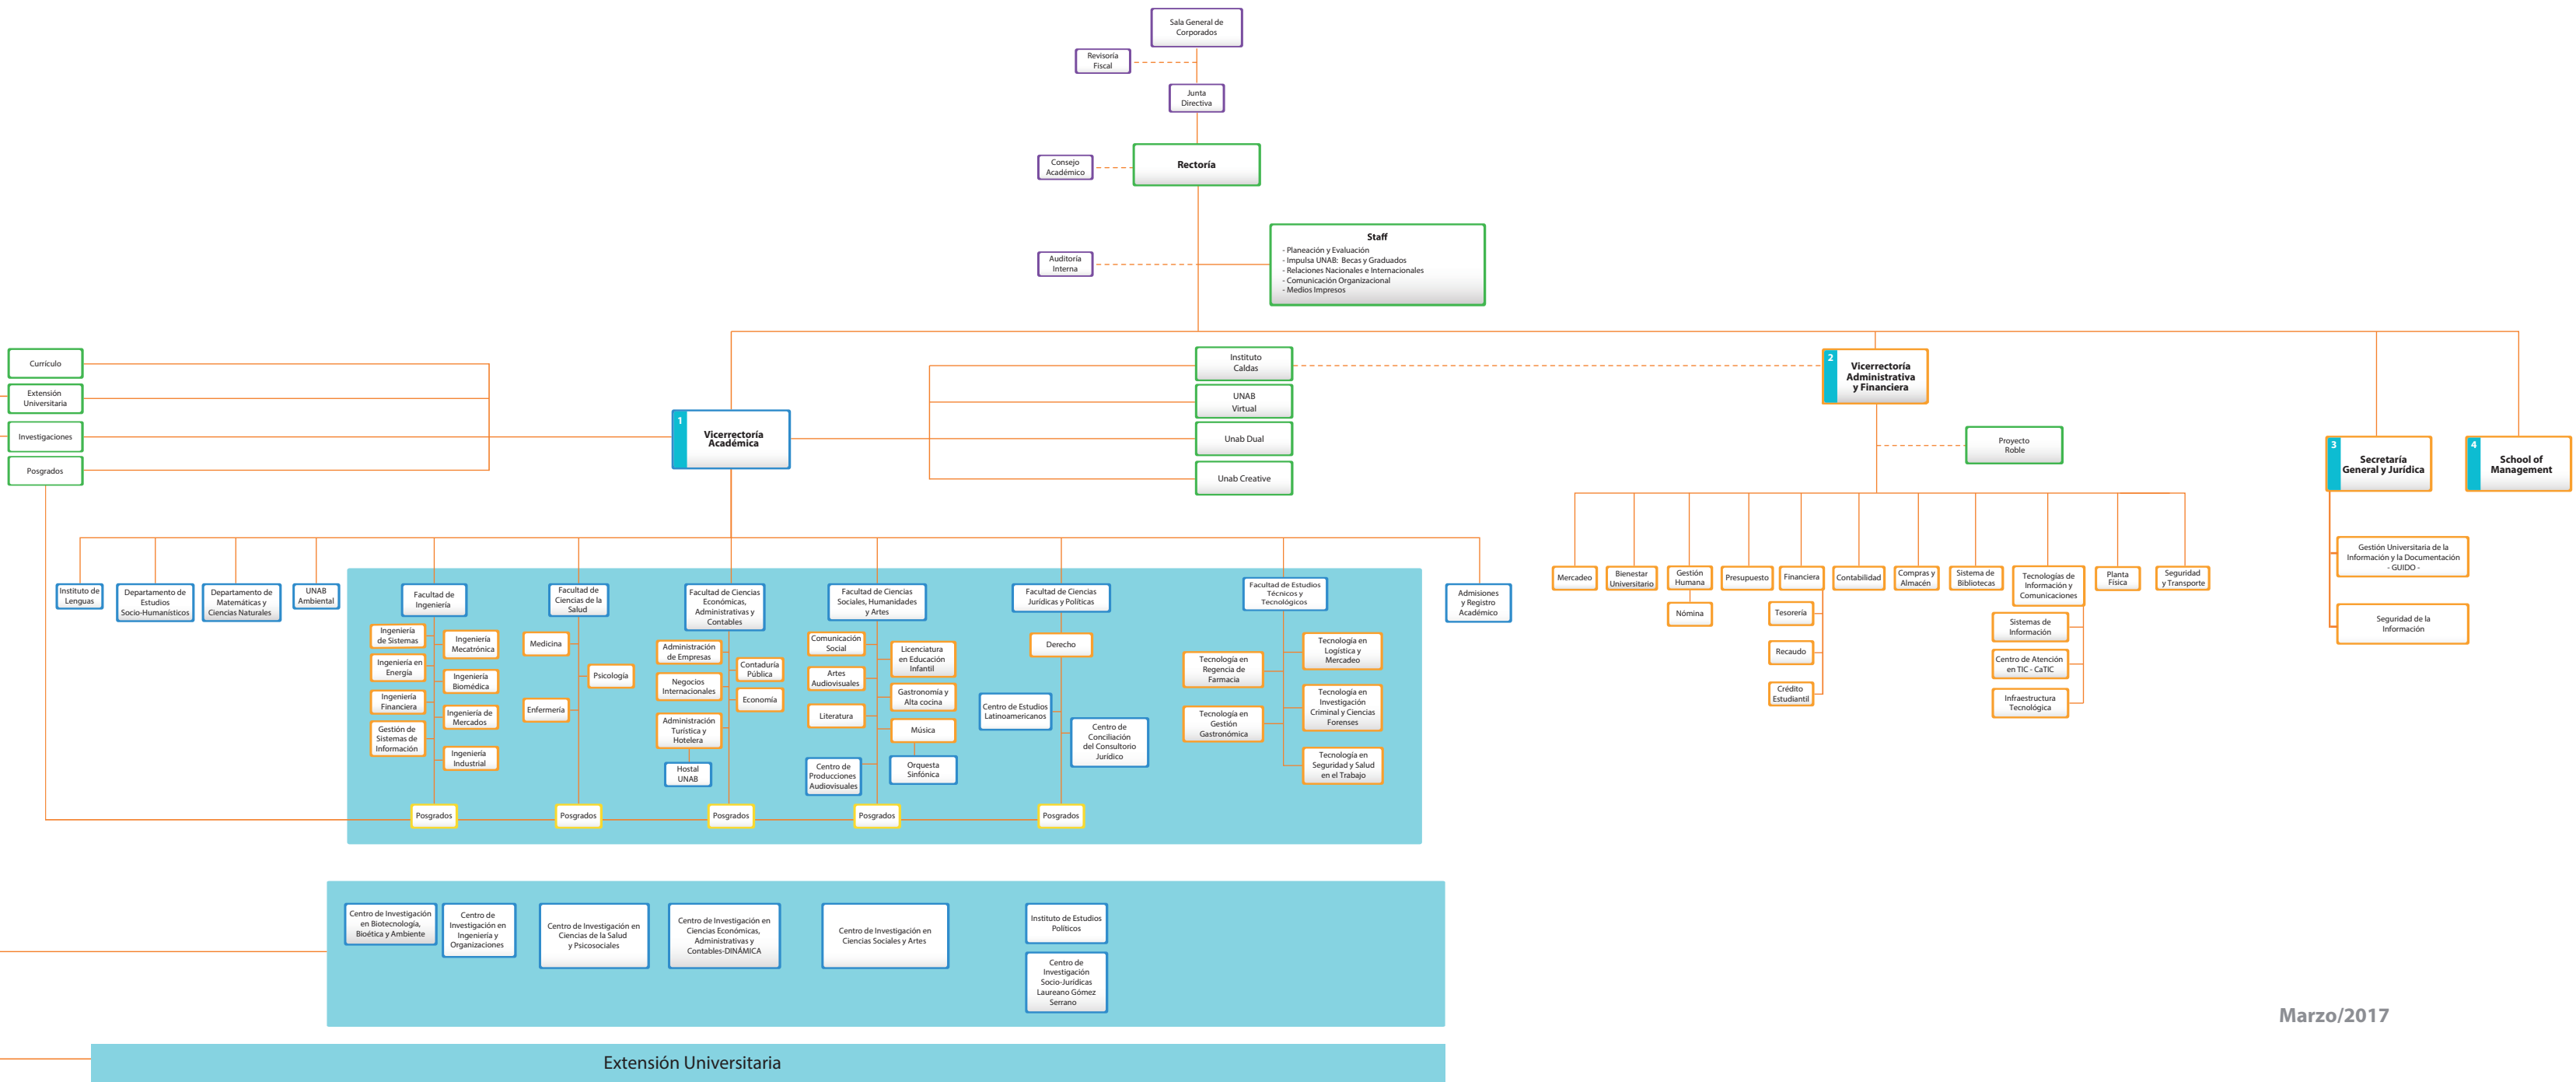 Sala General de
Corporados
Revisoría
Fiscal
Junta
Directiva
Consejo
Académico
Rectoría
Auditoría
Interna
Staff
- Planeación y Evaluación
- Impulsa UNAB: Becas y Graduados
- Relaciones Nacionales e Internacionales
- Comunicación Organizacional
- Medios Impresos
Currículo
Extensión
Universitaria
Investigaciones
Posgrados
1
Vicerrectoría
Académica
Instituto
Caldas
UNAB
Virtual
Unab Dual
Unab Creative
2
Vicerrectoría
Administrativa
y Financiera
Proyecto
Roble
3
Secretaría
General y Jurídica
4
School of
Management
Instituto de
Lenguas
Departamento de
Estudios
Socio-Humanísticos
Departamento de
Matemáticas y
Ciencias Naturales
UNAB
Ambiental
Facultad de
Ingeniería
Ingeniería
de Sistemas
Ingeniería
Mecatrónica
Ingeniería en
Energía
Ingeniería
Biomédica
Ingeniería
Financiera
Ingeniería de
Mercados
Gestión de
Sistemas de
Información
Ingeniería
Industrial
Posgrados
Facultad de
Ciencias de la
Salud
Medicina
Psicología
Enfermería
Posgrados
Facultad de Ciencias
Económicas,
Administrativas y
Contables
Administración
de Empresas
Contaduría
Pública
Negocios
Internacionales
Economía
Administración
Turística y
Hotelera
Hostal
UNAB
Posgrados
Facultad de Ciencias
Sociales, Humanidades
y Artes
Comunicación
Social
Licenciatura
en Educación
Infantil
Artes
Audiovisuales
Gastronomía y
Alta cocina
Literatura
Música
Centro de
Producciones
Audiovisuales
Orquesta
Sinfónica
Posgrados
Facultad de Ciencias
Jurídicas y Políticas
Derecho
Centro de Estudios
Latinoamericanos
Centro de
Conciliación
del Consultorio
Jurídico
Posgrados
Facultad de Estudios
Técnicos y
Tecnológicos
Tecnología en
Logística y
Mercadeo
Tecnología en
Regencia de
Farmacia
Tecnología en
Investigación
Criminal y Ciencias
Forenses
Tecnología en
Gestión
Gastronómica
Tecnología en
Seguridad y Salud
en el Trabajo
Admisiones
y Registro
Académico
Mercadeo
Bienestar
Universitario
Gestión
Humana
Nómina
Presupuesto
Financiera
Tesorería
Recaudo
Crédito
Estudiantil
Contabilidad
Compras y
Almacén
Sistema de
Bibliotecas
Tecnologías de
Información y
Comunicaciones
Sistemas de
Información
Centro de Atención
en TIC - CaTIC
Infraestructura
Tecnológica
Planta
Física
Seguridad
y Transporte
Gestión Universitaria de la
Información y la Documentación
- GUIDO -
Seguridad de la
Información
Centro de Investigación
en Biotecnología,
Bioética y Ambiente
Centro de
Investigación en
Ingeniería y
Organizaciones
Centro de Investigación en
Ciencias de la Salud
y Psicosociales
Centro de Investigación en
Ciencias Económicas,
Administrativas y
Contables-DINÁMICA
Centro de Investigación en
Ciencias Sociales y Artes
Instituto de Estudios
Políticos
Centro de
Investigación
Socio-Jurídicas
Laureano Gómez
Serrano
Marzo/2017
Extensión Universitaria